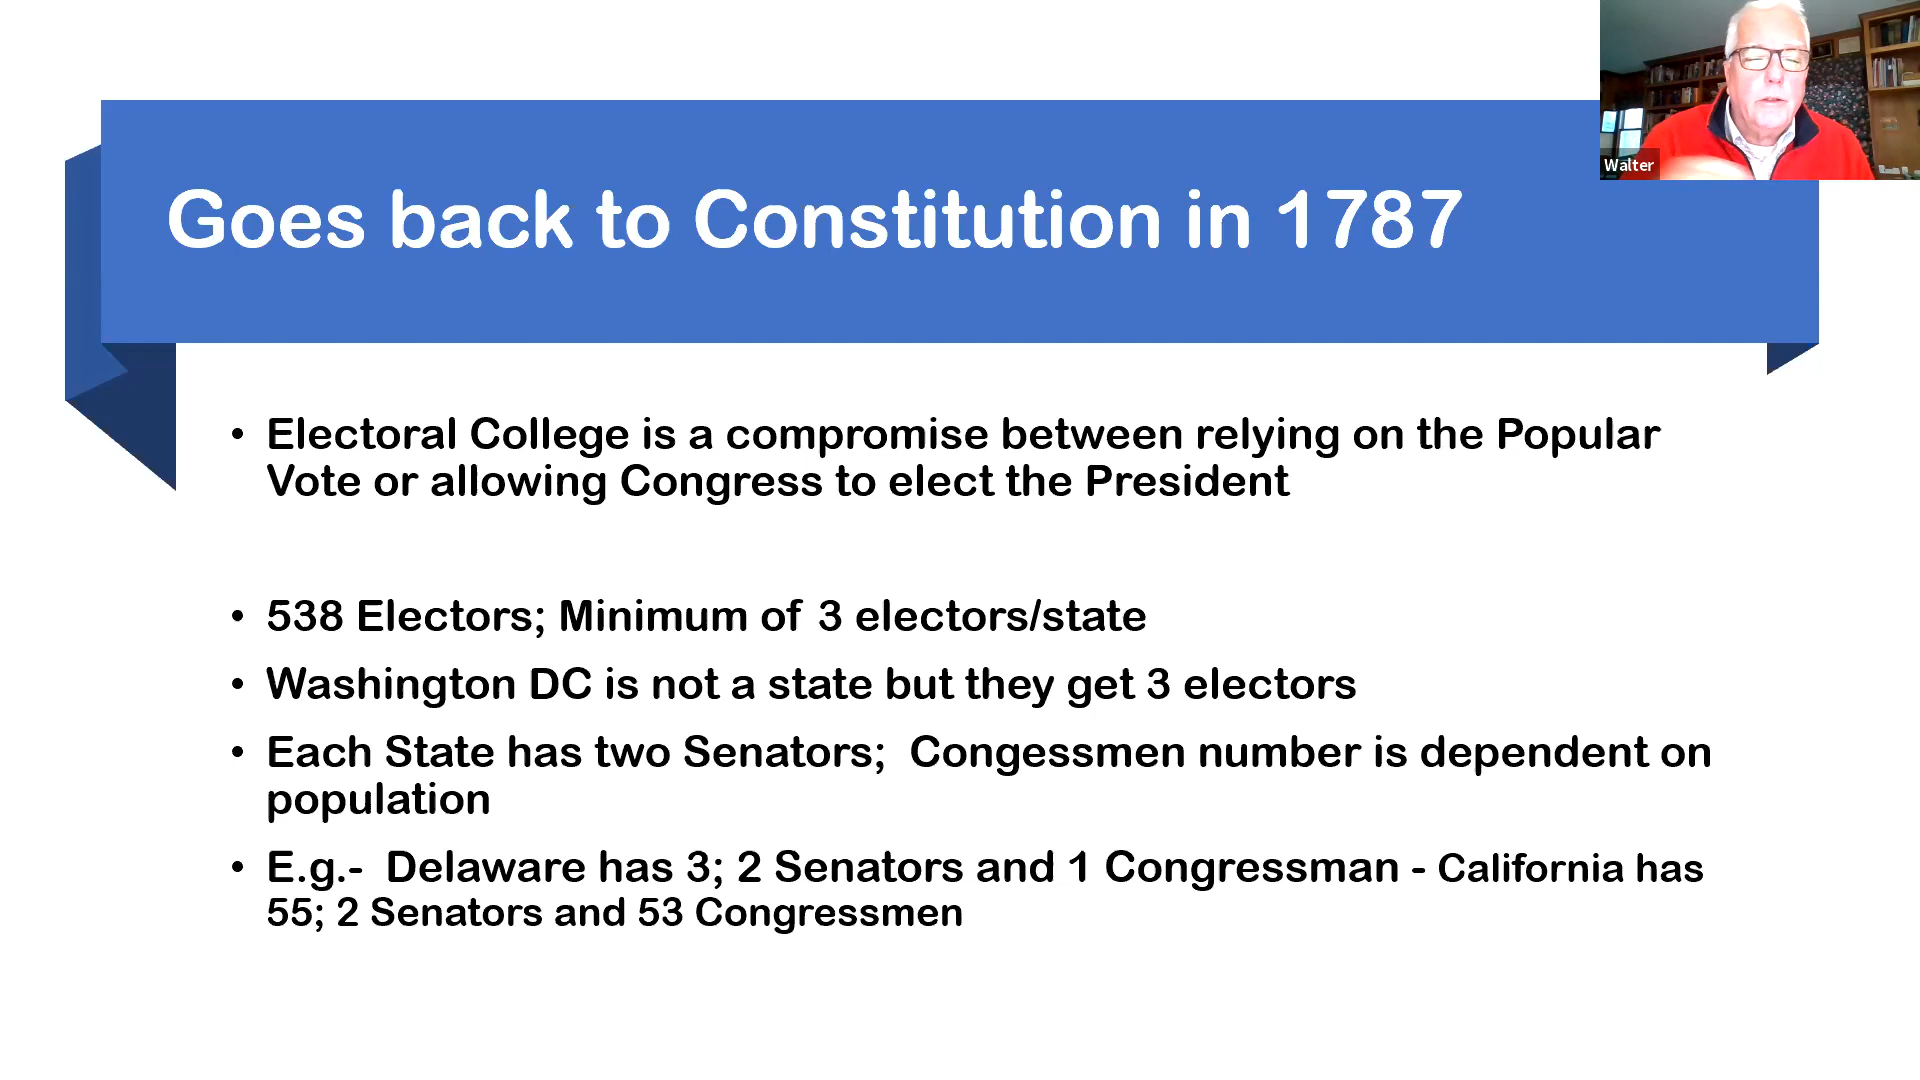 Walter
Goes back to Constitution in 1787
• Electoral College is a compromise between relying on the Popular
Vote or allowing Congress to elect the President
• 538 Electors; Minimum of 3 electors/state
• Washington DC is not a state but they get 3 electors
• Each State has two Senators; Congessmen number is dependent on
population
• E.g.- Delaware has 3; 2 Senators and 1 Congressman - California has
55; 2 Senators and 53 Congressmen